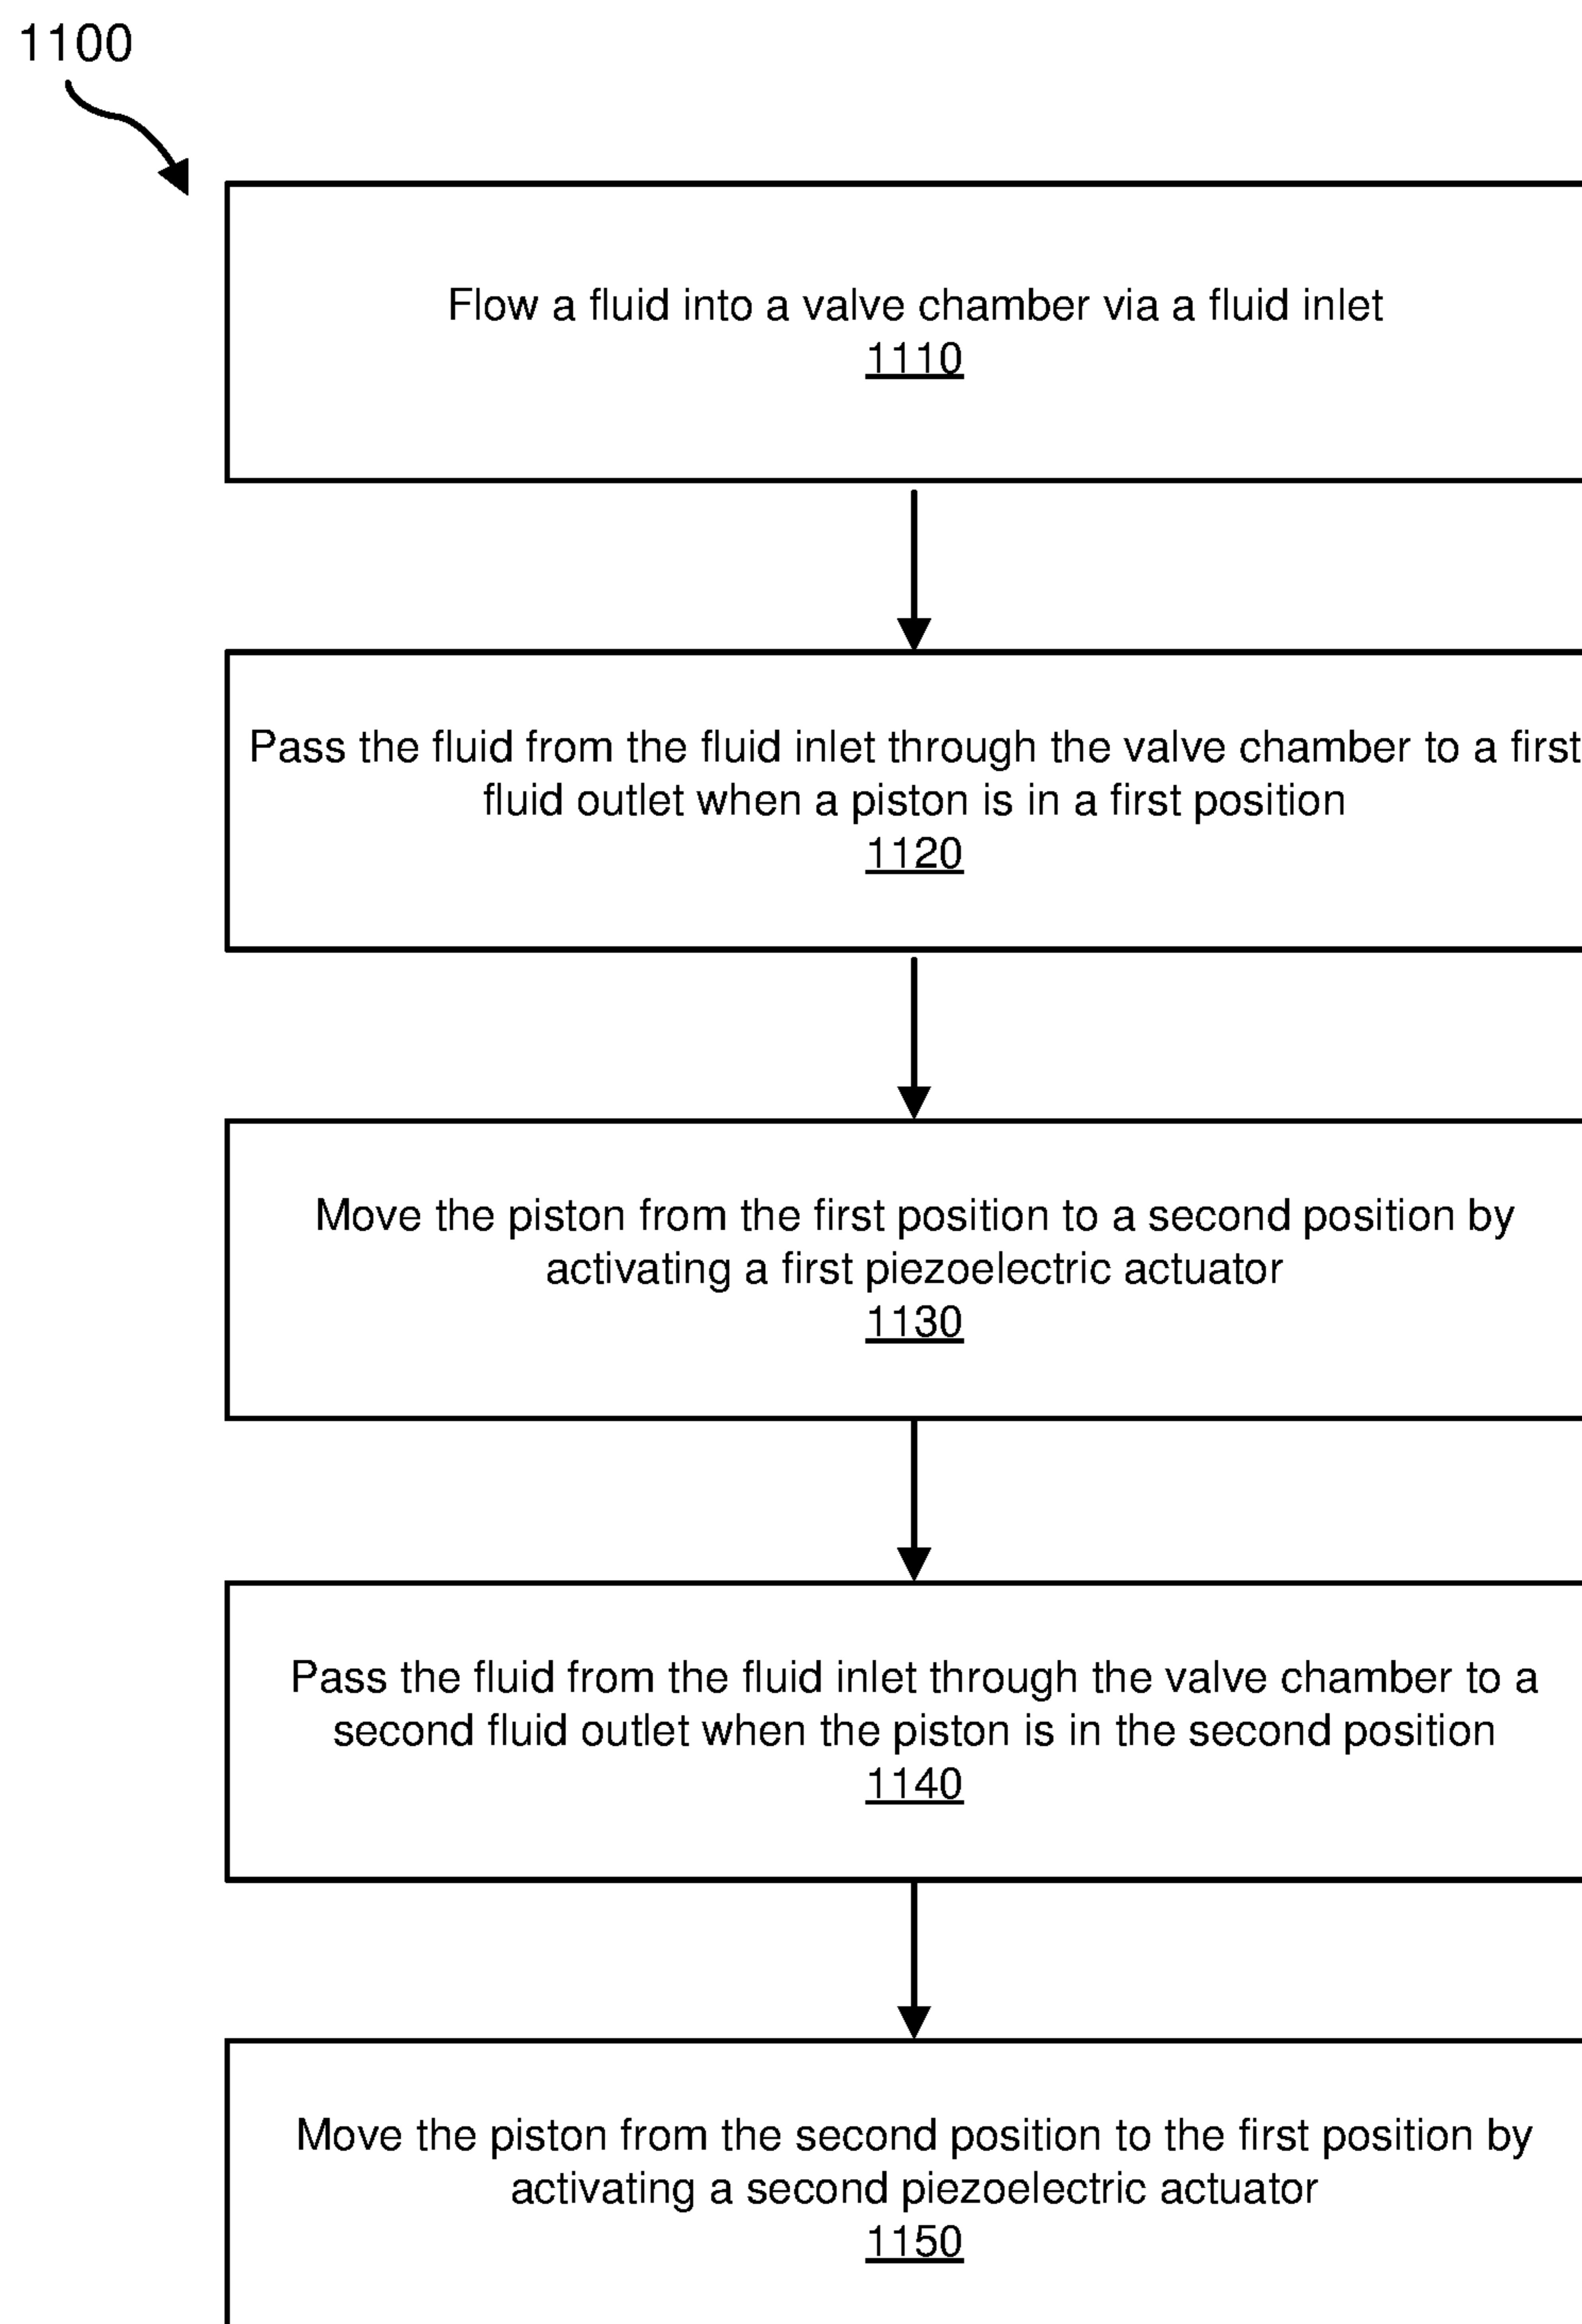 1100
Flow a fluid into a valve chamber via a fluid inlet
1110
Pass the fluid from the fluid inlet through the valve chamber to a first
fluid outlet when a piston is in a first position
1120
Move the piston from the first position to a second position by
activating a first piezoelectric actuator
1130
Pass the fluid from the fluid inlet through the valve chamber to a
second fluid outlet when the piston is in the second position
1140
Move the piston from the second position to the first position by
activating a second piezoelectric actuator
1150